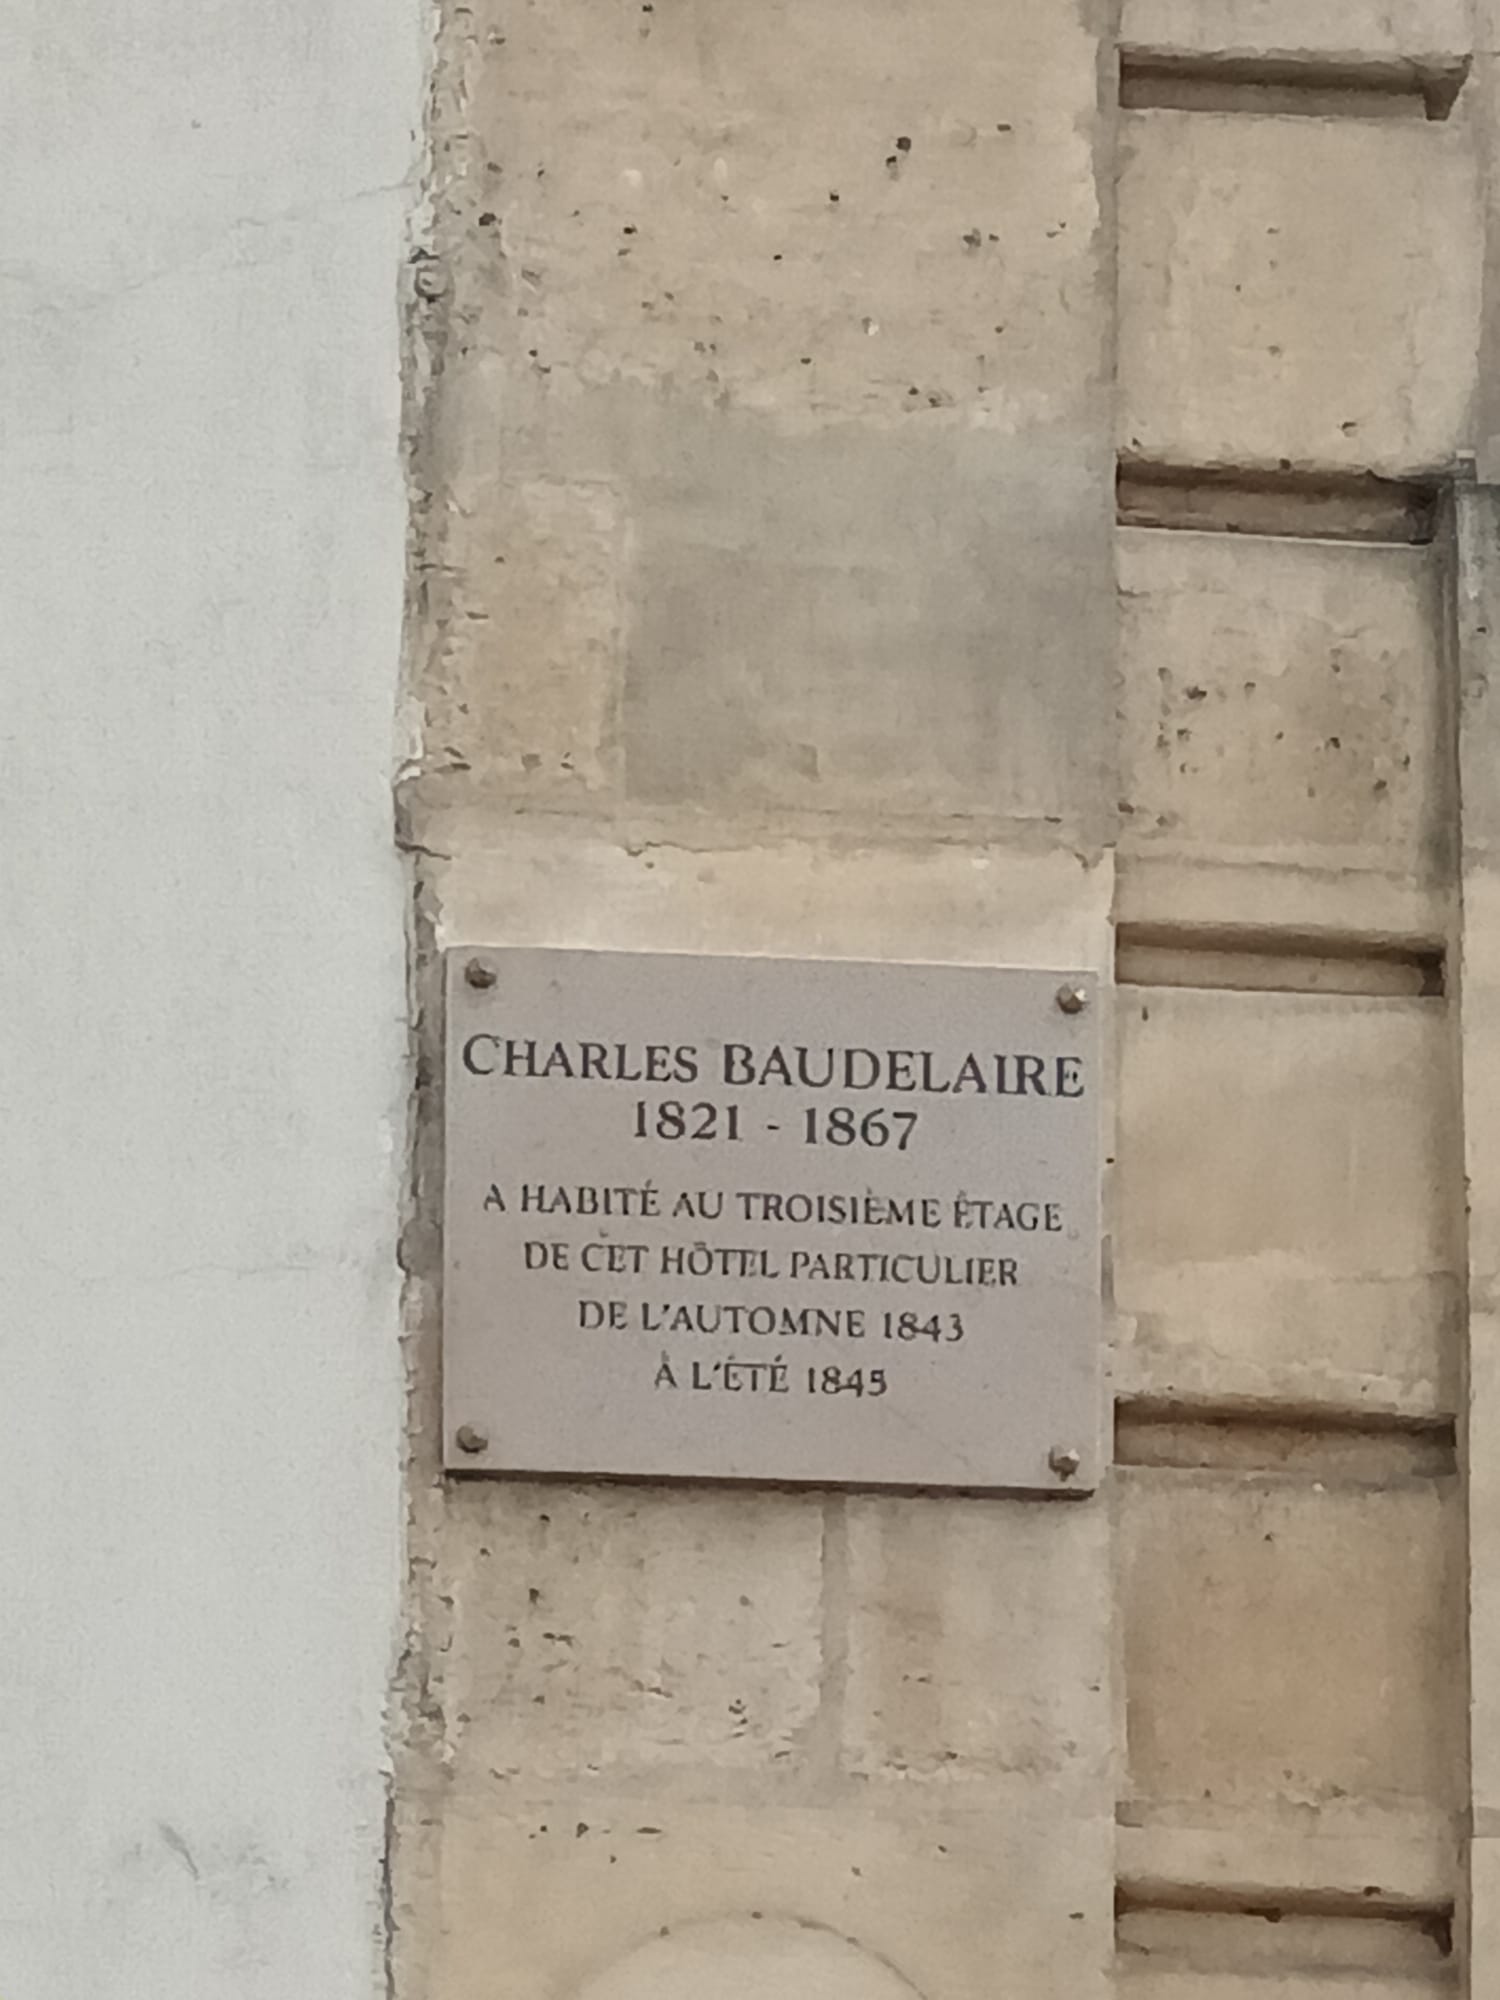 CHARLES BAUDELAIRE
1821 - 1867
A HABITÉ AU TROISIÈME ÉTAGE
DE CET HÔTEL PARTICULIER
DE L'AUTOMNE 1843
À L'ÉTÉ 1845